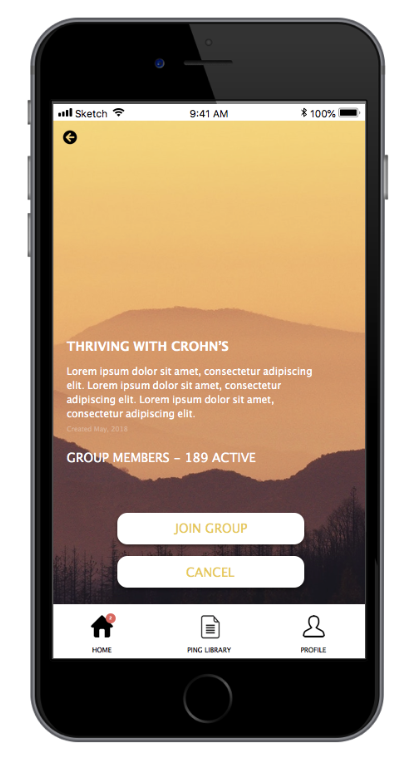 Sketch 9:41 AM 100%
THRIVING WITH CROHN'S
Lorem ipsum dolor sit amet, consectetur adipiscing
elit. Lorem ipsum dolor sit amet, consectetur
adipiscing elit. Lorem ipsum dolor sit amet,
consectetur adipiscing elit.
Created May, 2018
GROUP MEMBERS – 189 ACTIVE
JOIN GROUP
CANCEL
HOME PING LIBRARY PROFILE